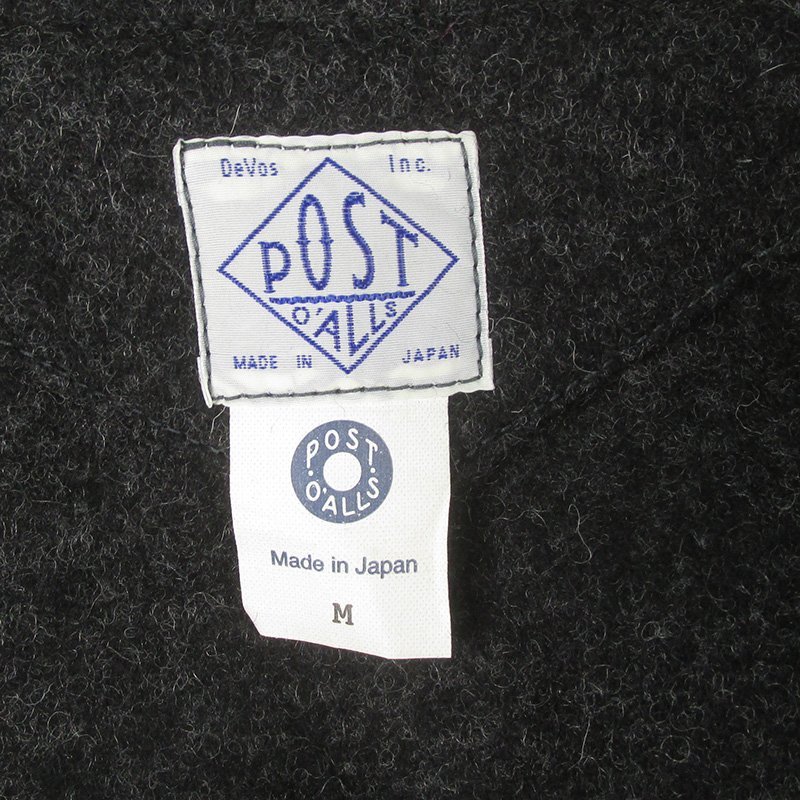 DeVos Inc.
POST
O'ALLS
MADE IN JAPAN
POST
O'ALLS
Made in Japan
M